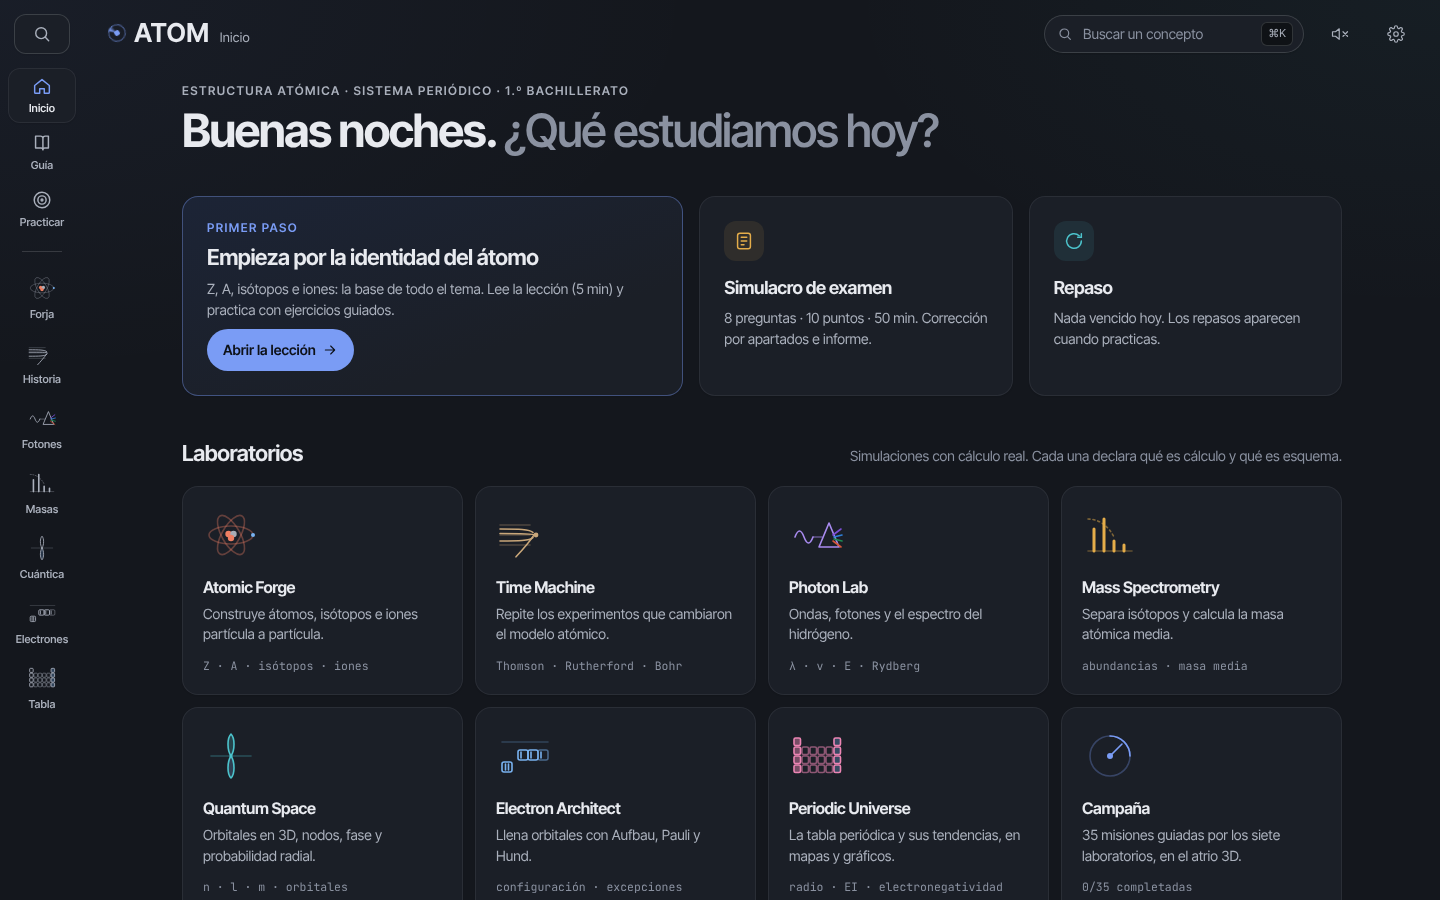 ATOM Inicio
Buscar un concepto ⌘K
Inicio
Guía
Practicar
Forja
Historia
Fotones
Masas
Cuántica
Electrones
Tabla
ESTRUCTURA ATÓMICA · SISTEMA PERIÓDICO · 1.º BACHILLERATO
Buenas noches. ¿Qué estudiamos hoy?
PRIMER PASO
Empieza por la identidad del átomo
Z, A, isótopos e iones: la base de todo el tema. Lee la lección (5 min) y
practica con ejercicios guiados.
Abrir la lección →
Simulacro de examen
8 preguntas · 10 puntos · 50 min. Corrección
por apartados e informe.
Repaso
Nada vencido hoy. Los repasos aparecen
cuando practicas.
Laboratorios
Simulaciones con cálculo real. Cada una declara qué es cálculo y qué es esquema.
Atomic Forge
Construye átomos, isótopos e iones
partícula a partícula.
Z · A · isótopos · iones
Time Machine
Repite los experimentos que cambiaron
el modelo atómico.
Thomson · Rutherford · Bohr
Photon Lab
Ondas, fotones y el espectro del
hidrógeno.
λ · ν · E · Rydberg
Mass Spectrometry
Separa isótopos y calcula la masa
atómica media.
abundancias · masa media
Quantum Space
Orbitales en 3D, nodos, fase y
probabilidad radial.
n · l · m · orbitales
Electron Architect
Llena orbitales con Aufbau, Pauli y
Hund.
configuración · excepciones
Periodic Universe
La tabla periódica y sus tendencias, en
mapas y gráficos.
radio · EI · electronegatividad
Campaña
35 misiones guiadas por los siete
laboratorios, en el atrio 3D.
0/35 completadas